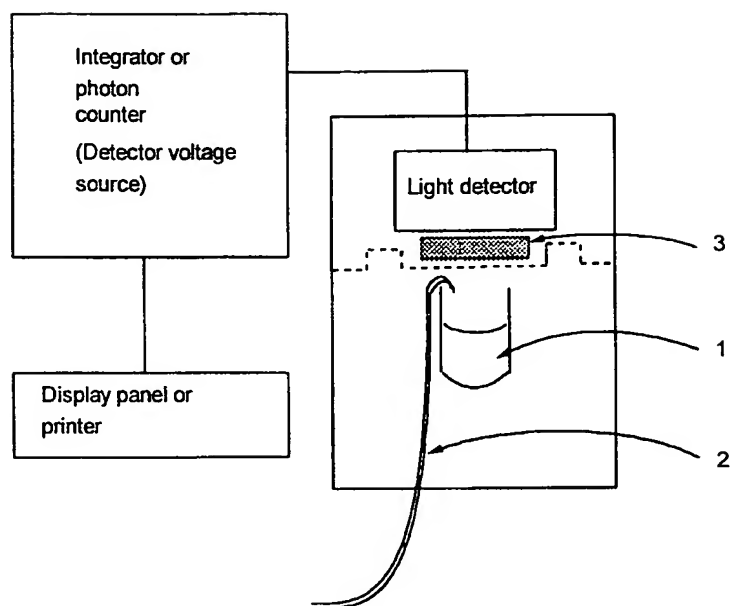 Integrator or
photon
counter
(Detector voltage
source)
Light detector
3
1
Display panel or
printer
2